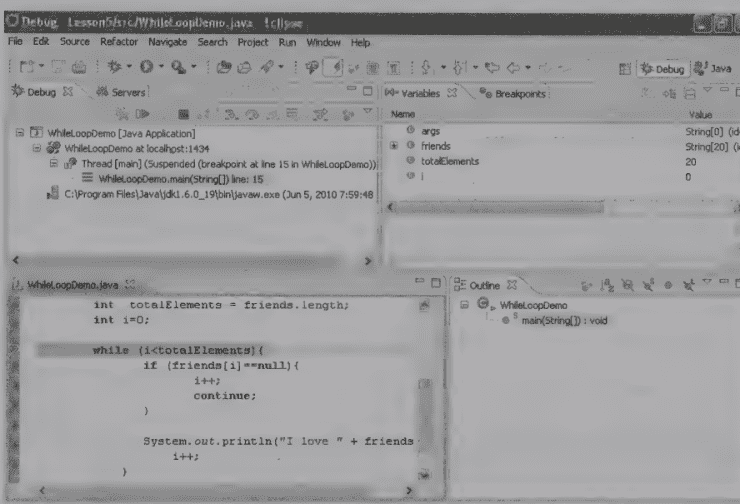 Debug Lesson5/src/WhileLoopDemo.java Eclipse
File Edit Source Refactor Navigate Search Project Run Window Help
Debug Java
Debug Servers
Variables Breakpoints
Name Value
WhileLoopDemo [Java Application]
WhileLoopDemo at localhost:1434
Thread [main] (Suspended (breakpoint at line 15 in WhileLoopDemo))
WhileLoopDemo.main(String[]) line: 15
C:\Program Files\Java\jdk1.6.0_19\bin\javaw.exe (Jun 5, 2010 7:59:48
args String[0] (id
friends String[20] (i
totalElements 20
i 0
WhileLoopDemo.java
int totalElements = friends.length;
int i=0;
while (i<totalElements){
if (friends[i]==null){
i++;
continue;
}
System.out.println("I love " + friends
i++;
}
Outline
WhileLoopDemo
main(String[]) : void